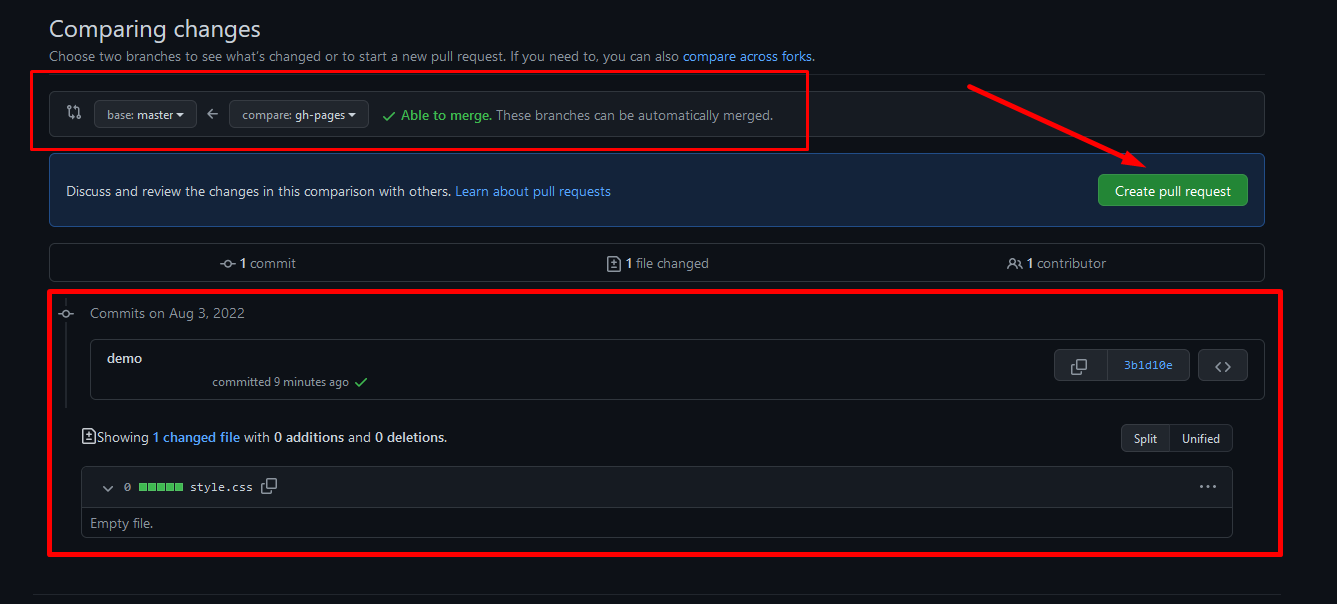 Comparing changes
Choose two branches to see what's changed or to start a new pull request. If you need to, you can also compare across forks.
base: master compare: gh-pages Able to merge. These branches can be automatically merged.
Discuss and review the changes in this comparison with others. Learn about pull requests Create pull request
1 commit 1 file changed 1 contributor
Commits on Aug 3, 2022
demo
3b1d10e
committed 9 minutes ago
Showing 1 changed file with 0 additions and 0 deletions. Split Unified
0 style.css
Empty file.